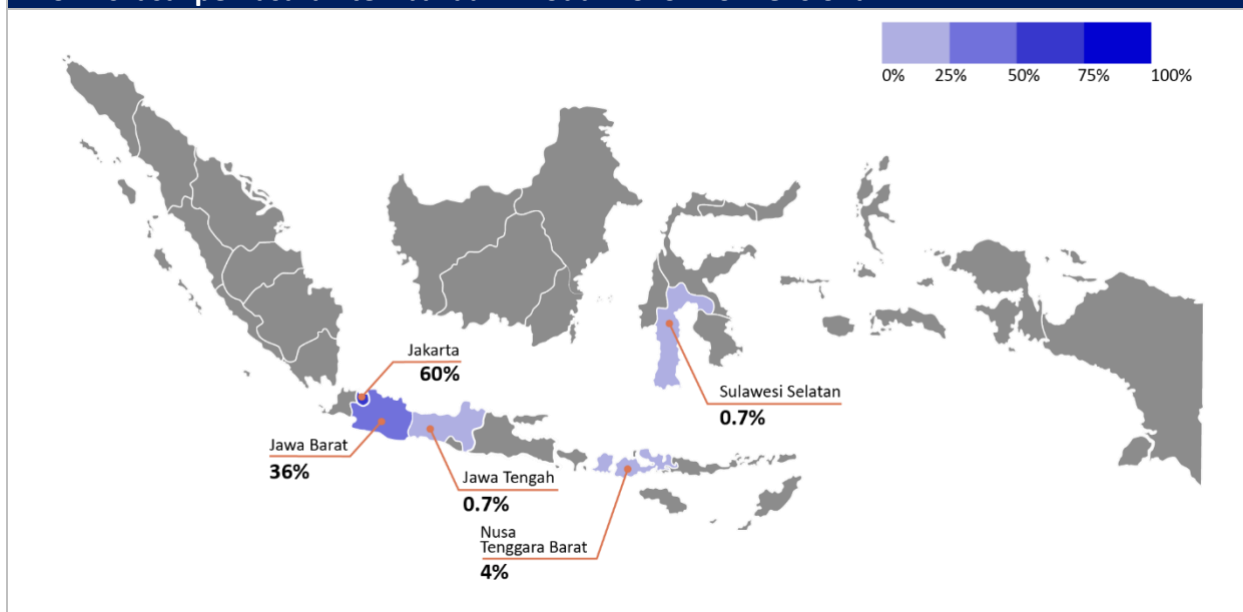 0%
25%
50%
75%
100%
Jakarta
60%
Jawa Barat
36%
Jawa Tengah
0.7%
Nusa
Tenggara Barat
4%
Sulawesi Selatan
0.7%